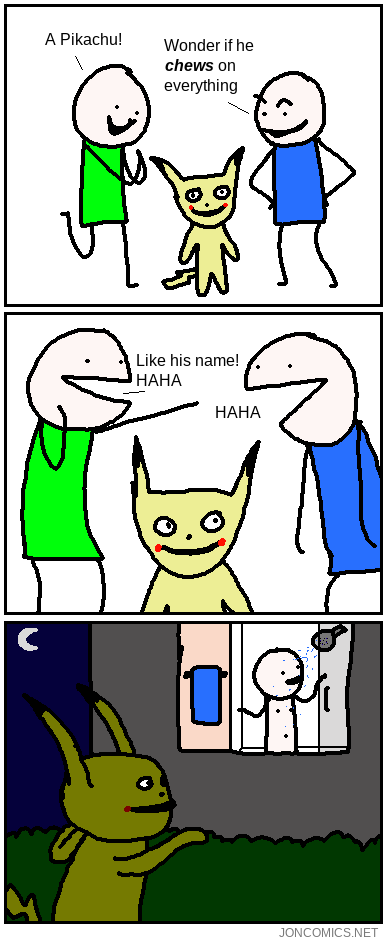 A Pikachu!
Wonder if he
chews on
everything
Like his name!
HAHA
HAHA
JONCOMICS.NET